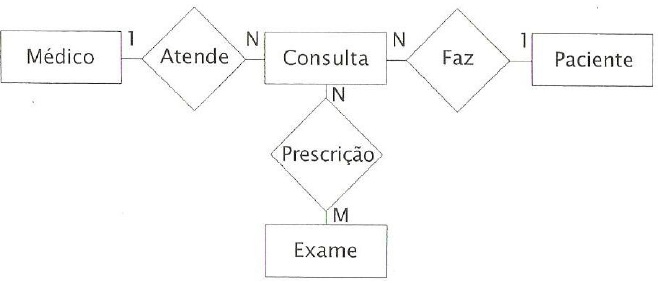 1 N N 1
Médico Atende Consulta Faz Paciente
N
Prescrição
M
Exame